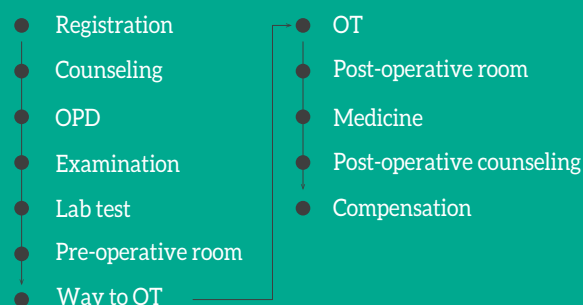 Registration
Counseling
OPD
Examination
Lab test
Pre-operative room
Way to OT
OT
Post-operative room
Medicine
Post-operative counseling
Compensation